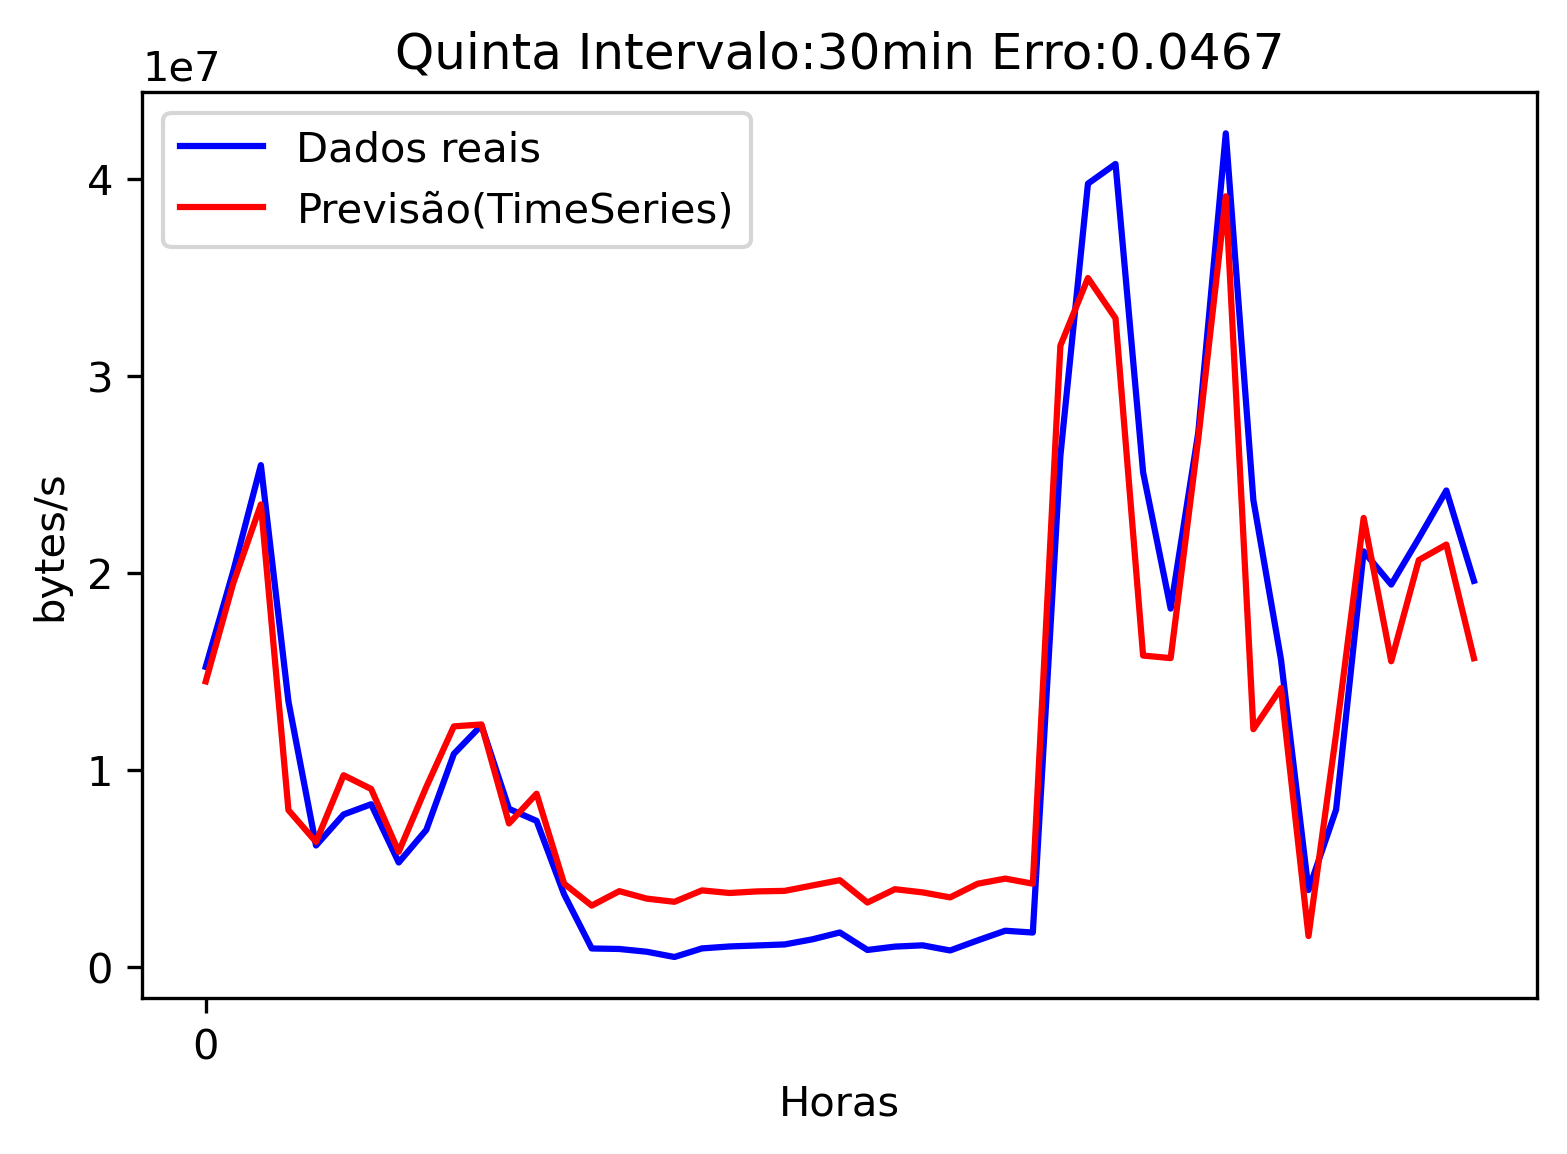 Quinta Intervalo:30min Erro:0.0467
1e7
Dados reais
Previsão(TimeSeries)
4
3
2
1
0
bytes/s
0
Horas